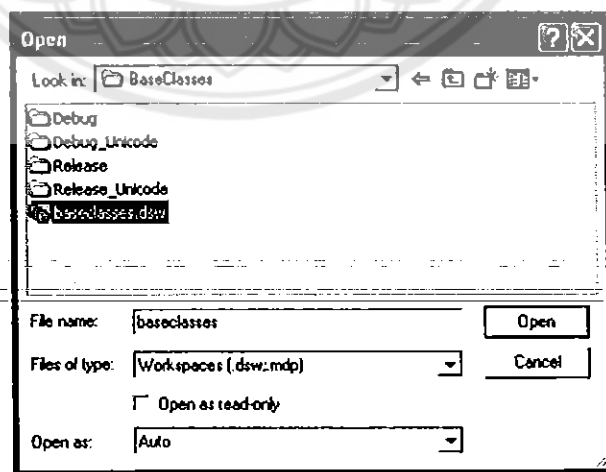 Open
Look in: BaseClasses
Debug
Debug_Unicode
Release
Release_Unicode
baseclasses.dsw
File name: baseclasses Open
Files of type: Workspaces (.dsw;.mdp) Cancel
Open as read-only
Open as: Auto